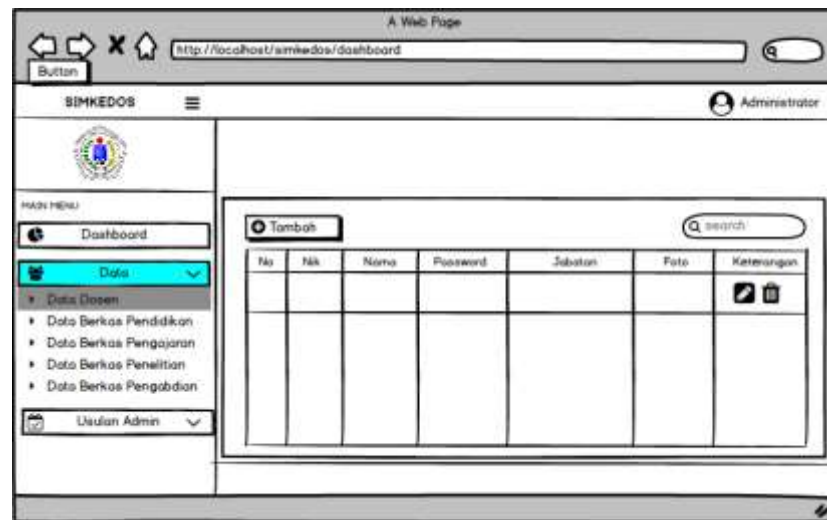 A Web Page
http://localhost/simkedos/dashboard
Button
SIMKEDOS
Administrator
MAIN MENU
Dashboard
Data
Data Dosen
Data Berkas Pendidikan
Data Berkas Pengajaran
Data Berkas Penelitian
Data Berkas Pengabdian
Usulan Admin
Tambah
search
No Nik Nama Password Jabatan Foto Keterangan